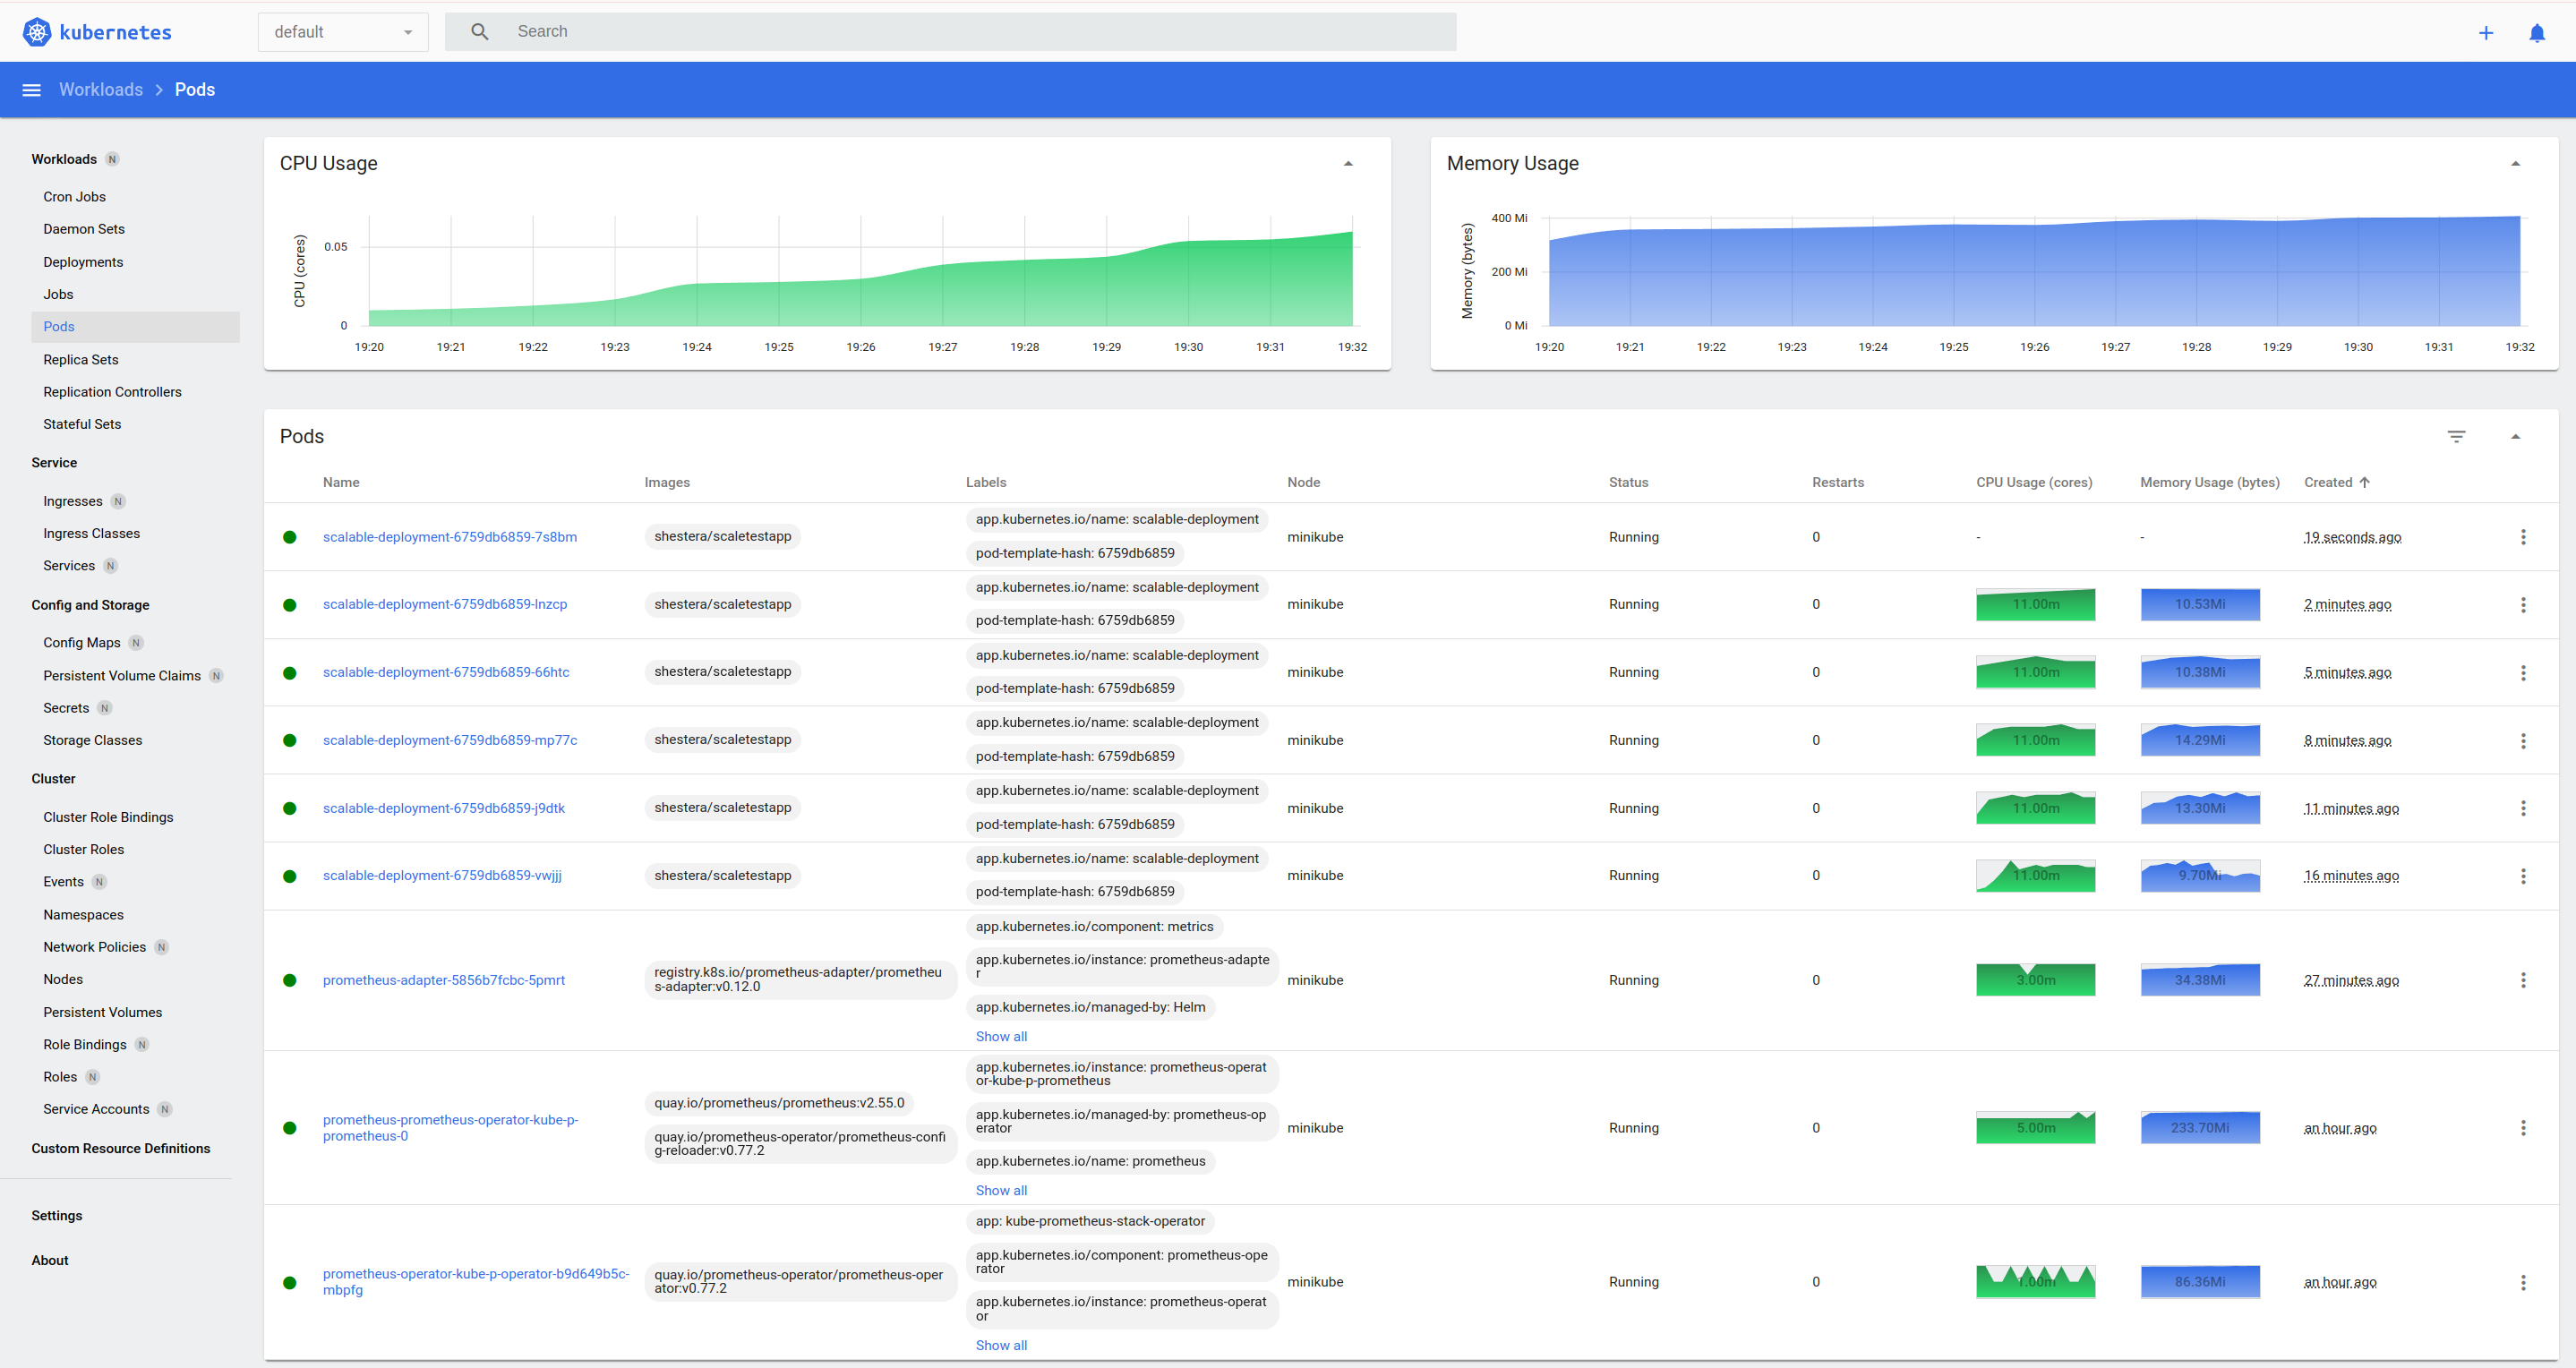 kubernetes
default
Search
Workloads > Pods
Workloads N
Cron Jobs
Daemon Sets
Deployments
Jobs
Pods
Replica Sets
Replication Controllers
Stateful Sets
Service
Ingresses N
Ingress Classes
Services N
Config and Storage
Config Maps N
Persistent Volume Claims N
Secrets N
Storage Classes
Cluster
Cluster Role Bindings
Cluster Roles
Events N
Namespaces
Network Policies N
Nodes
Persistent Volumes
Role Bindings N
Roles N
Service Accounts N
Custom Resource Definitions
Settings
About
CPU Usage
CPU (cores)
0.05
0
19:20 19:21 19:22 19:23 19:24 19:25 19:26 19:27 19:28 19:29 19:30 19:31 19:32
Memory Usage
Memory (bytes)
400 Mi
200 Mi
0 Mi
19:20 19:21 19:22 19:23 19:24 19:25 19:26 19:27 19:28 19:29 19:30 19:31 19:32
Pods
Name Images Labels Node Status Restarts CPU Usage (cores) Memory Usage (bytes) Created
app.kubernetes.io/name: scalable-deployment
scalable-deployment-6759db6859-7s8bm shestera/scaletestapp minikube Running 0 - - 19 seconds ago
pod-template-hash: 6759db6859
app.kubernetes.io/name: scalable-deployment
scalable-deployment-6759db6859-lnzcp shestera/scaletestapp minikube Running 0 11.00m 10.53Mi 2 minutes ago
pod-template-hash: 6759db6859
app.kubernetes.io/name: scalable-deployment
scalable-deployment-6759db6859-66htc shestera/scaletestapp minikube Running 0 11.00m 10.38Mi 5 minutes ago
pod-template-hash: 6759db6859
app.kubernetes.io/name: scalable-deployment
scalable-deployment-6759db6859-mp77c shestera/scaletestapp minikube Running 0 11.00m 14.29Mi 8 minutes ago
pod-template-hash: 6759db6859
app.kubernetes.io/name: scalable-deployment
scalable-deployment-6759db6859-j9dtk shestera/scaletestapp minikube Running 0 11.00m 13.30Mi 11 minutes ago
pod-template-hash: 6759db6859
app.kubernetes.io/name: scalable-deployment
scalable-deployment-6759db6859-vwjjj shestera/scaletestapp minikube Running 0 11.00m 9.70Mi 16 minutes ago
pod-template-hash: 6759db6859
prometheus-adapter-5856b7fcbc-5pmrt
registry.k8s.io/prometheus-adapter/prometheu
s-adapter:v0.12.0
app.kubernetes.io/component: metrics
app.kubernetes.io/instance: prometheus-adapte
r
app.kubernetes.io/managed-by: Helm
Show all
minikube Running 0 3.00m 34.38Mi 27 minutes ago
prometheus-prometheus-operator-kube-p-
prometheus-0
quay.io/prometheus/prometheus:v2.55.0
quay.io/prometheus-operator/prometheus-confi
g-reloader:v0.77.2
app.kubernetes.io/instance: prometheus-operat
or-kube-p-prometheus
app.kubernetes.io/managed-by: prometheus-op
erator
app.kubernetes.io/name: prometheus
Show all
minikube Running 0 5.00m 233.70Mi an hour ago
prometheus-operator-kube-p-operator-b9d649b5c-
mbpfg
quay.io/prometheus-operator/prometheus-oper
ator:v0.77.2
app: kube-prometheus-stack-operator
app.kubernetes.io/component: prometheus-ope
rator
app.kubernetes.io/instance: prometheus-operat
or
Show all
minikube Running 0 1.00m 86.36Mi an hour ago